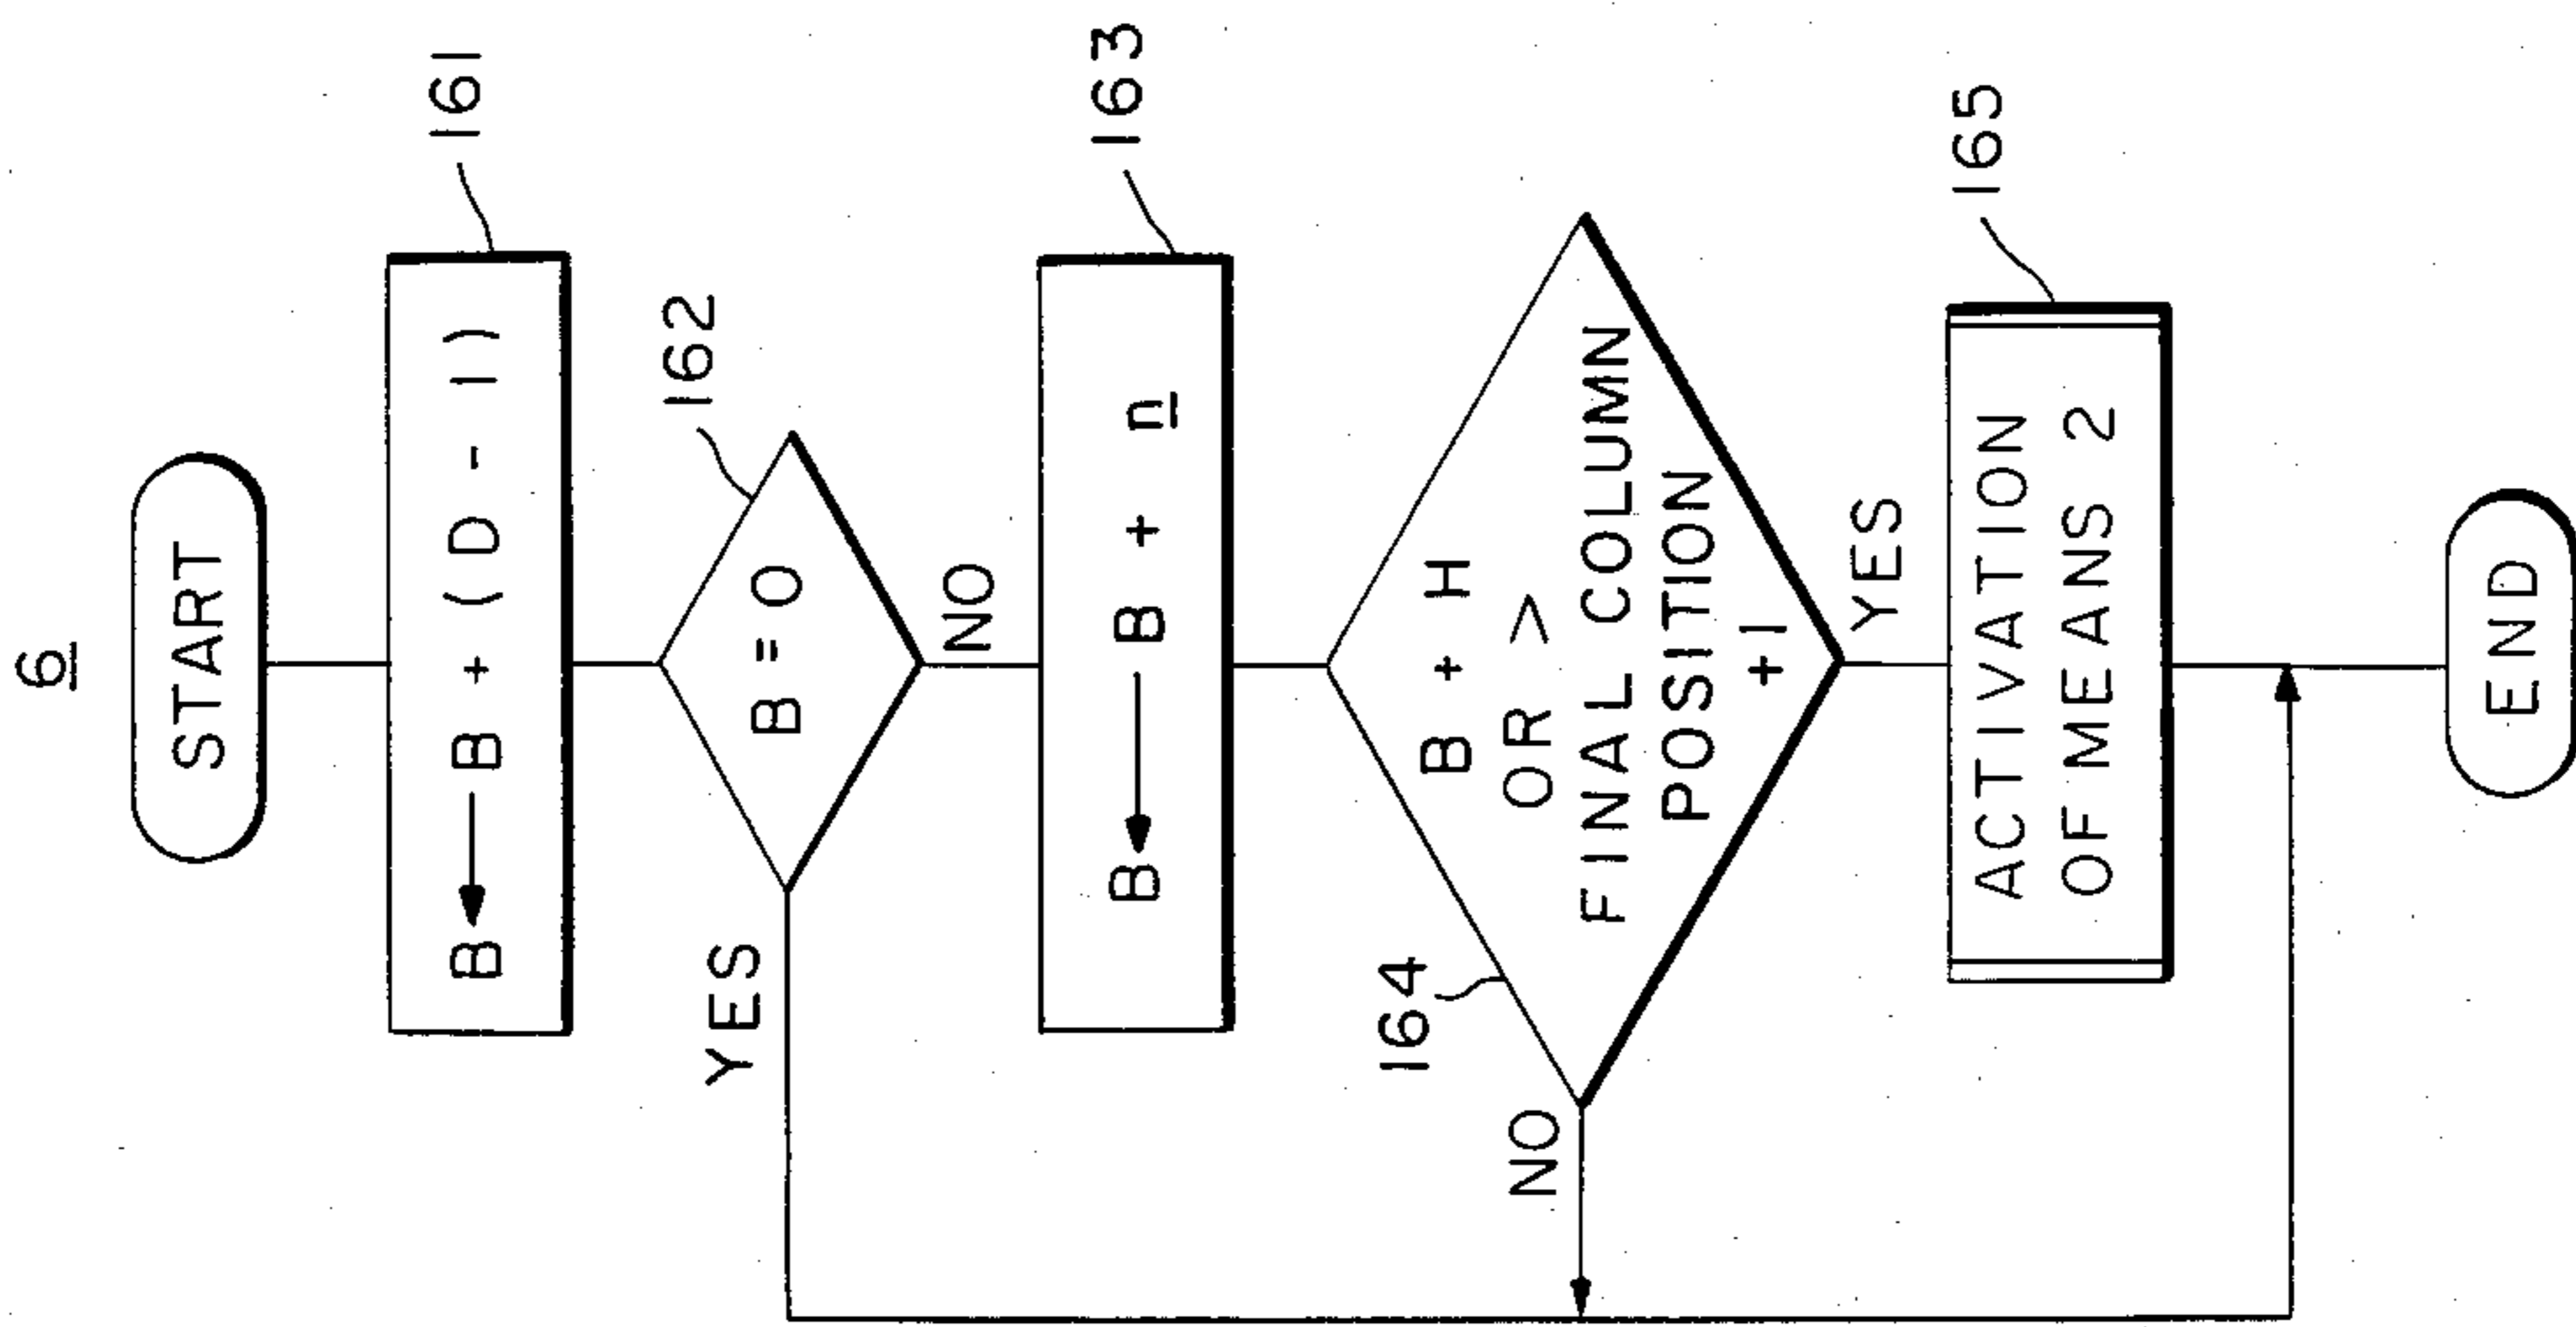 6
START
B ← B + ( D - 1 )
161
B = 0
162
YES
NO
B ← B + n
163
B + H
OR >
FINAL COLUMN
POSITION
+1
164
NO
YES
ACTIVATION
OF MEANS 2
165
END